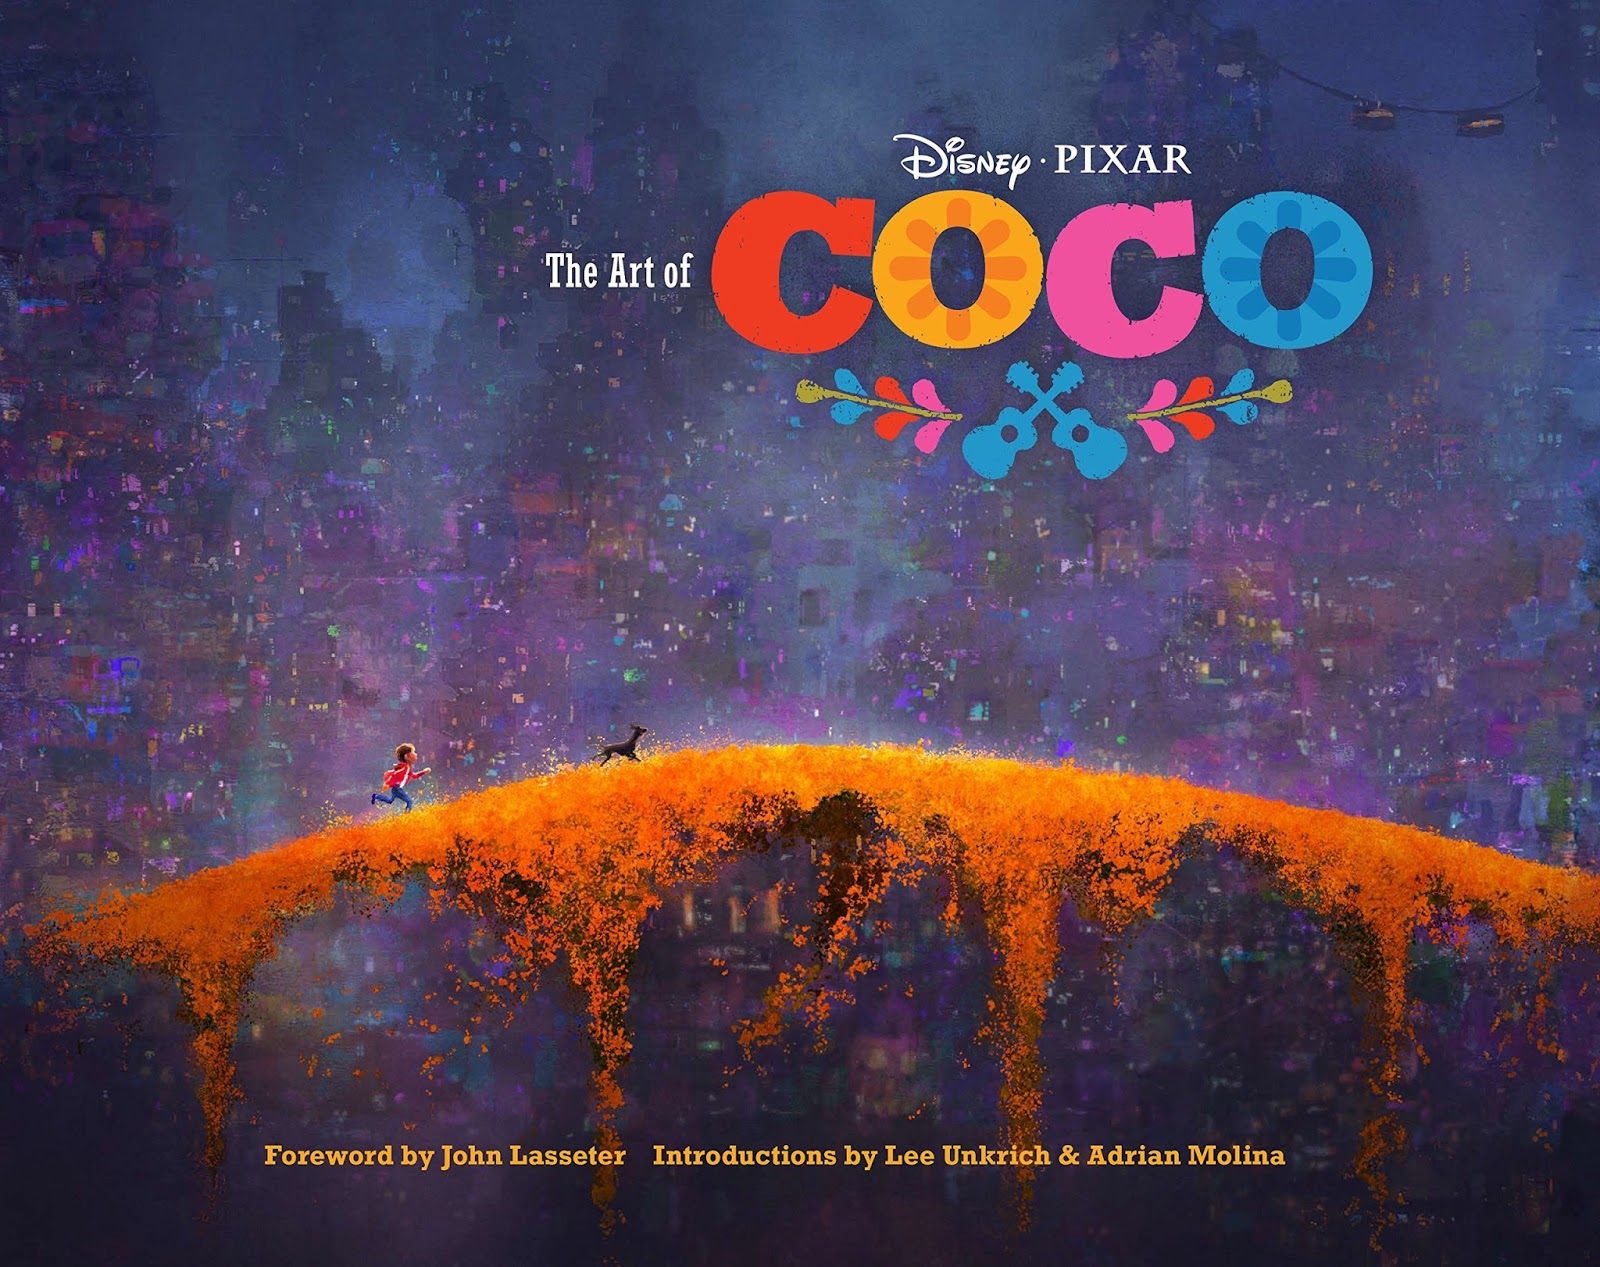 Disney · PIXAR
The Art of COCO
Foreword by John Lasseter Introductions by Lee Unkrich & Adrian Molina